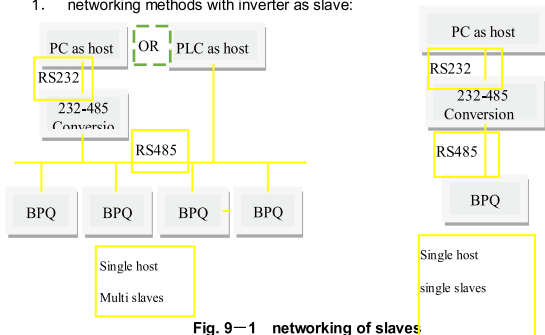 1. networking methods with inverter as slave:
PC as host
OR
PLC as host
RS232
232-485
Conversio
RS485
BPQ
BPQ
BPQ
BPQ
Single host
Multi slaves
PC as host
RS232
232-485
Conversion
RS485
BPQ
Single host
single slaves
Fig. 9－1 networking of slaves